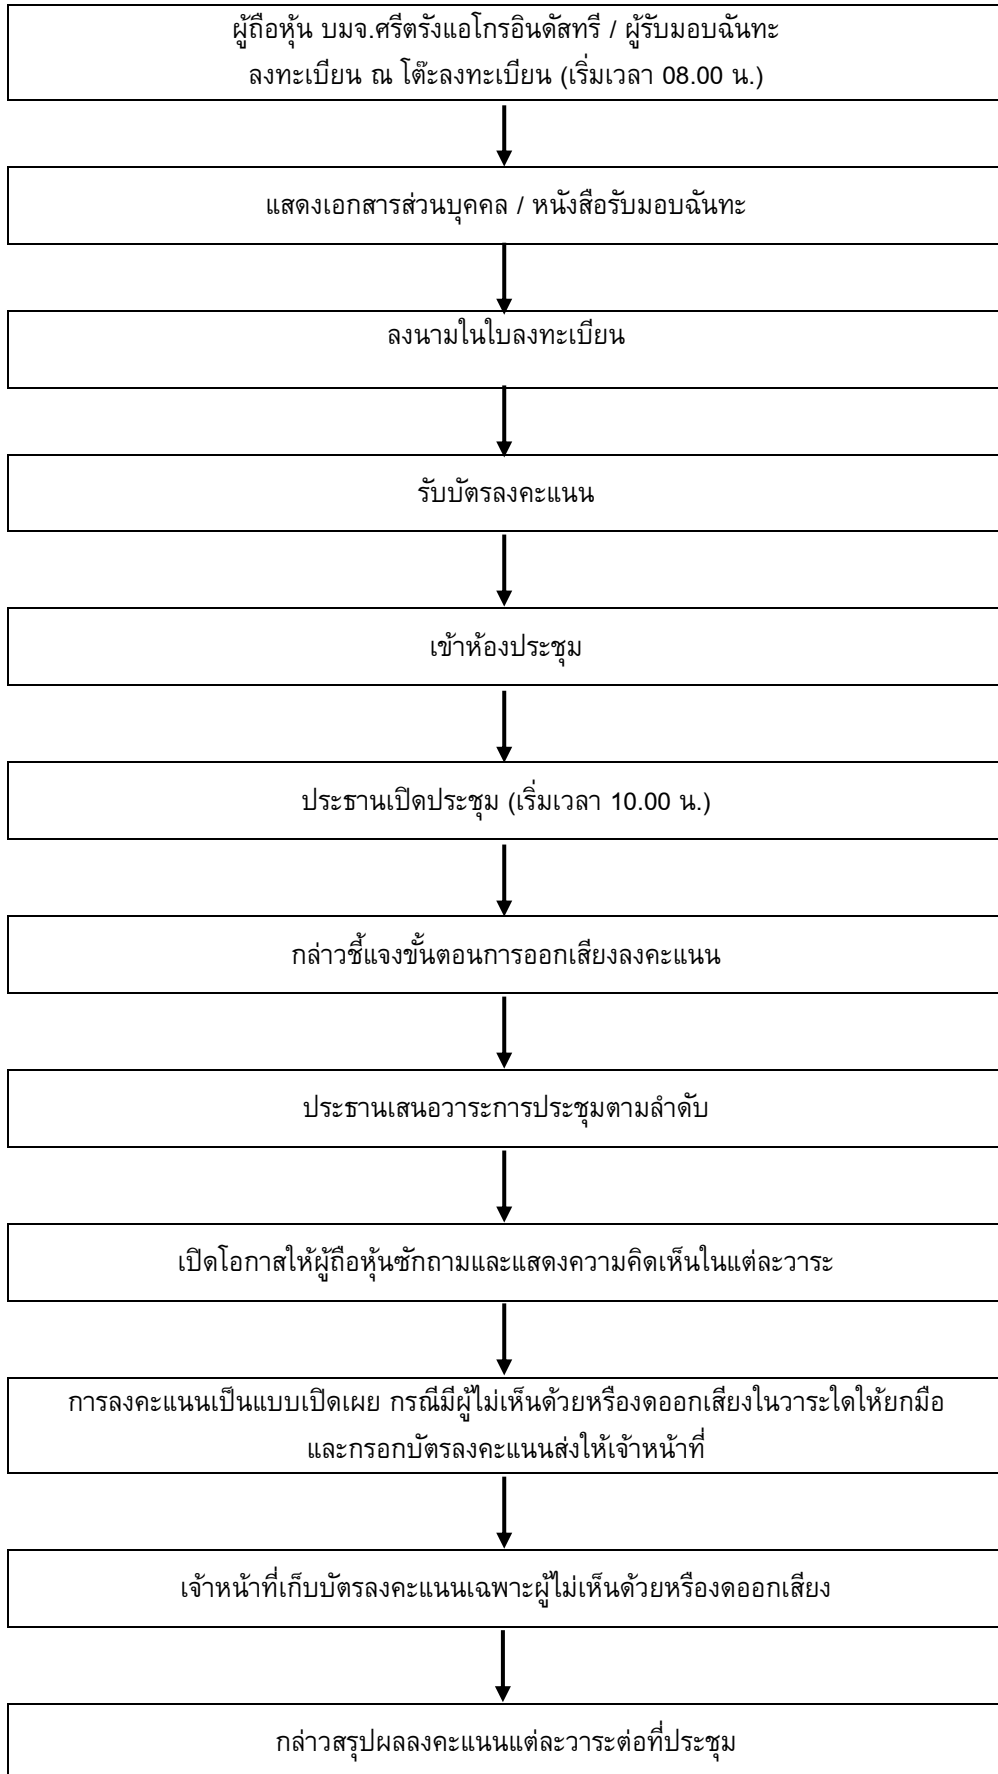 ผู้ถือหุ้น บมจ.ศรีตรังแอโกรอินดัสทรี / ผู้รับมอบฉันทะ
ลงทะเบียน ณ โต๊ะลงทะเบียน (เริ่มเวลา 08.00 น.)
แสดงเอกสารส่วนบุคคล / หนังสือรับมอบฉันทะ
ลงนามในใบลงทะเบียน
รับบัตรลงคะแนน
เข้าห้องประชุม
ประธานเปิดประชุม (เริ่มเวลา 10.00 น.)
กล่าวชี้แจงขั้นตอนการออกเสียงลงคะแนน
ประธานเสนอวาระการประชุมตามลำดับ
เปิดโอกาสให้ผู้ถือหุ้นซักถามและแสดงความคิดเห็นในแต่ละวาระ
การลงคะแนนเป็นแบบเปิดเผย กรณีมีผู้ไม่เห็นด้วยหรืองดออกเสียงในวาระใดให้ยกมือ
และกรอกบัตรลงคะแนนส่งให้เจ้าหน้าที่
เจ้าหน้าที่เก็บบัตรลงคะแนนเฉพาะผู้ไม่เห็นด้วยหรืองดออกเสียง
กล่าวสรุปผลลงคะแนนแต่ละวาระต่อที่ประชุม